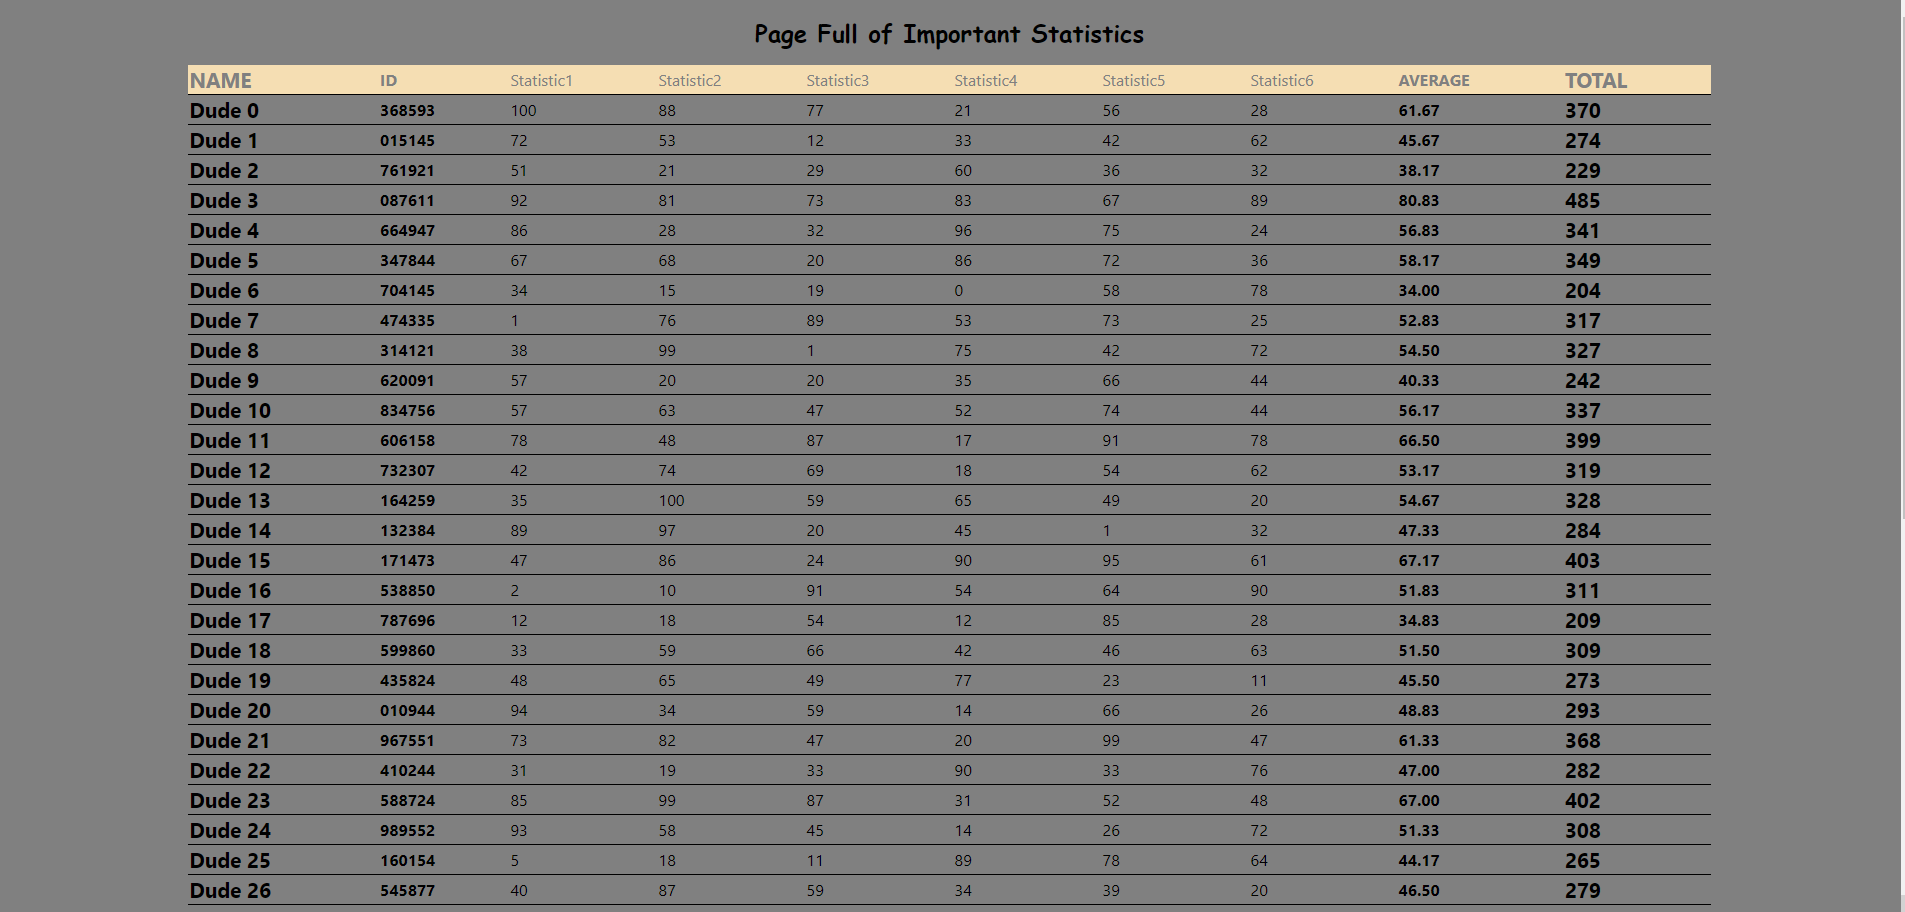 Page Full of Important Statistics
NAME ID Statistic1 Statistic2 Statistic3 Statistic4 Statistic5 Statistic6 AVERAGE TOTAL
Dude 0 368593 100 88 77 21 56 28 61.67 370
Dude 1 015145 72 53 12 33 42 62 45.67 274
Dude 2 761921 51 21 29 60 36 32 38.17 229
Dude 3 087611 92 81 73 83 67 89 80.83 485
Dude 4 664947 86 28 32 96 75 24 56.83 341
Dude 5 347844 67 68 20 86 72 36 58.17 349
Dude 6 704145 34 15 19 0 58 78 34.00 204
Dude 7 474335 1 76 89 53 73 25 52.83 317
Dude 8 314121 38 99 1 75 42 72 54.50 327
Dude 9 620091 57 20 20 35 66 44 40.33 242
Dude 10 834756 57 63 47 52 74 44 56.17 337
Dude 11 606158 78 48 87 17 91 78 66.50 399
Dude 12 732307 42 74 69 18 54 62 53.17 319
Dude 13 164259 35 100 59 65 49 20 54.67 328
Dude 14 132384 89 97 20 45 1 32 47.33 284
Dude 15 171473 47 86 24 90 95 61 67.17 403
Dude 16 538850 2 10 91 54 64 90 51.83 311
Dude 17 787696 12 18 54 12 85 28 34.83 209
Dude 18 599860 33 59 66 42 46 63 51.50 309
Dude 19 435824 48 65 49 77 23 11 45.50 273
Dude 20 010944 94 34 59 14 66 26 48.83 293
Dude 21 967551 73 82 47 20 99 47 61.33 368
Dude 22 410244 31 19 33 90 33 76 47.00 282
Dude 23 588724 85 99 87 31 52 48 67.00 402
Dude 24 989552 93 58 45 14 26 72 51.33 308
Dude 25 160154 5 18 11 89 78 64 44.17 265
Dude 26 545877 40 87 59 34 39 20 46.50 279